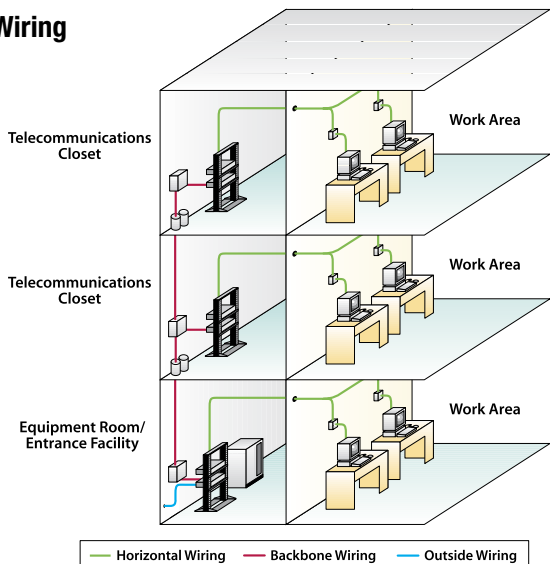 Wiring
Telecommunications
Closet
Work Area
Telecommunications
Closet
Work Area
Equipment Room/
Entrance Facility
Work Area
Horizontal Wiring
Backbone Wiring
Outside Wiring